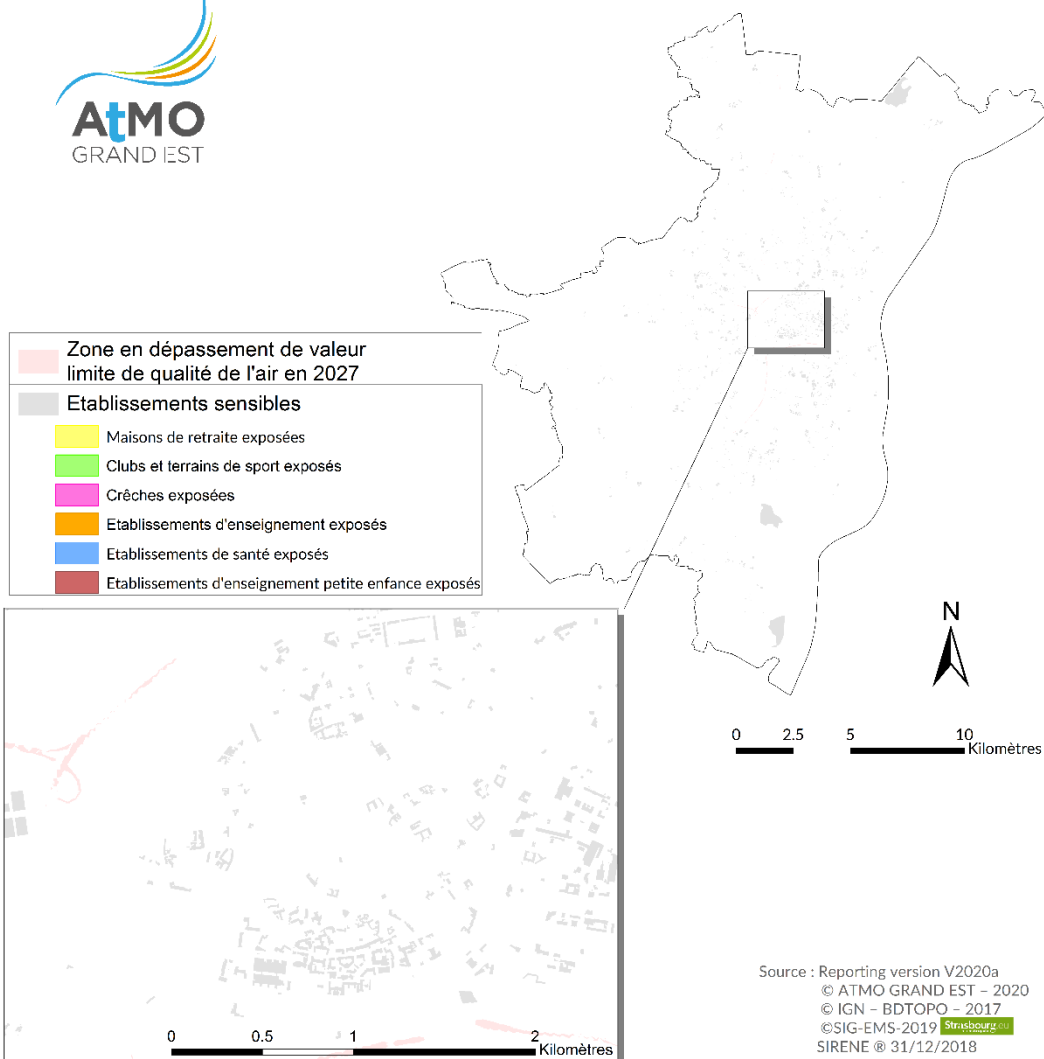 AtMO
GRAND EST
Zone en dépassement de valeur
limite de qualité de l'air en 2027
Etablissements sensibles
Maisons de retraite exposées
Clubs et terrains de sport exposés
Crêches exposées
Etablissements d'enseignement exposés
Etablissements de santé exposés
Etablissements d'enseignement petite enfance exposés
N
0 2.5 5 10
Kilomètres
0 0.5 1 2
Kilomètres
Source : Reporting version V2020a
© ATMO GRAND EST – 2020
© IGN – BDTOPO – 2017
©SIG-EMS-2019 Strasbourg.eu
SIRENE ® 31/12/2018